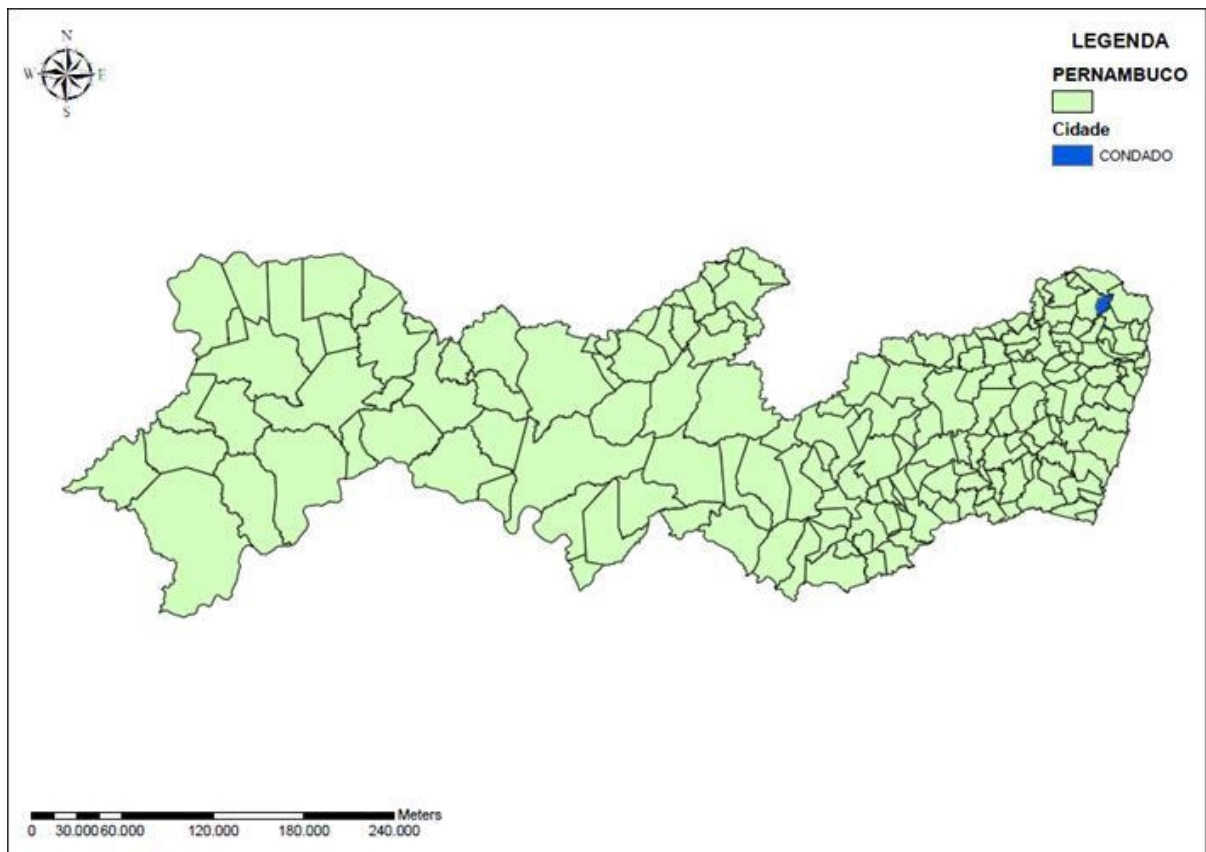 N
W E
S
LEGENDA
PERNAMBUCO
Cidade
CONDADO
Meters
0 30.000 60.000 120.000 180.000 240.000